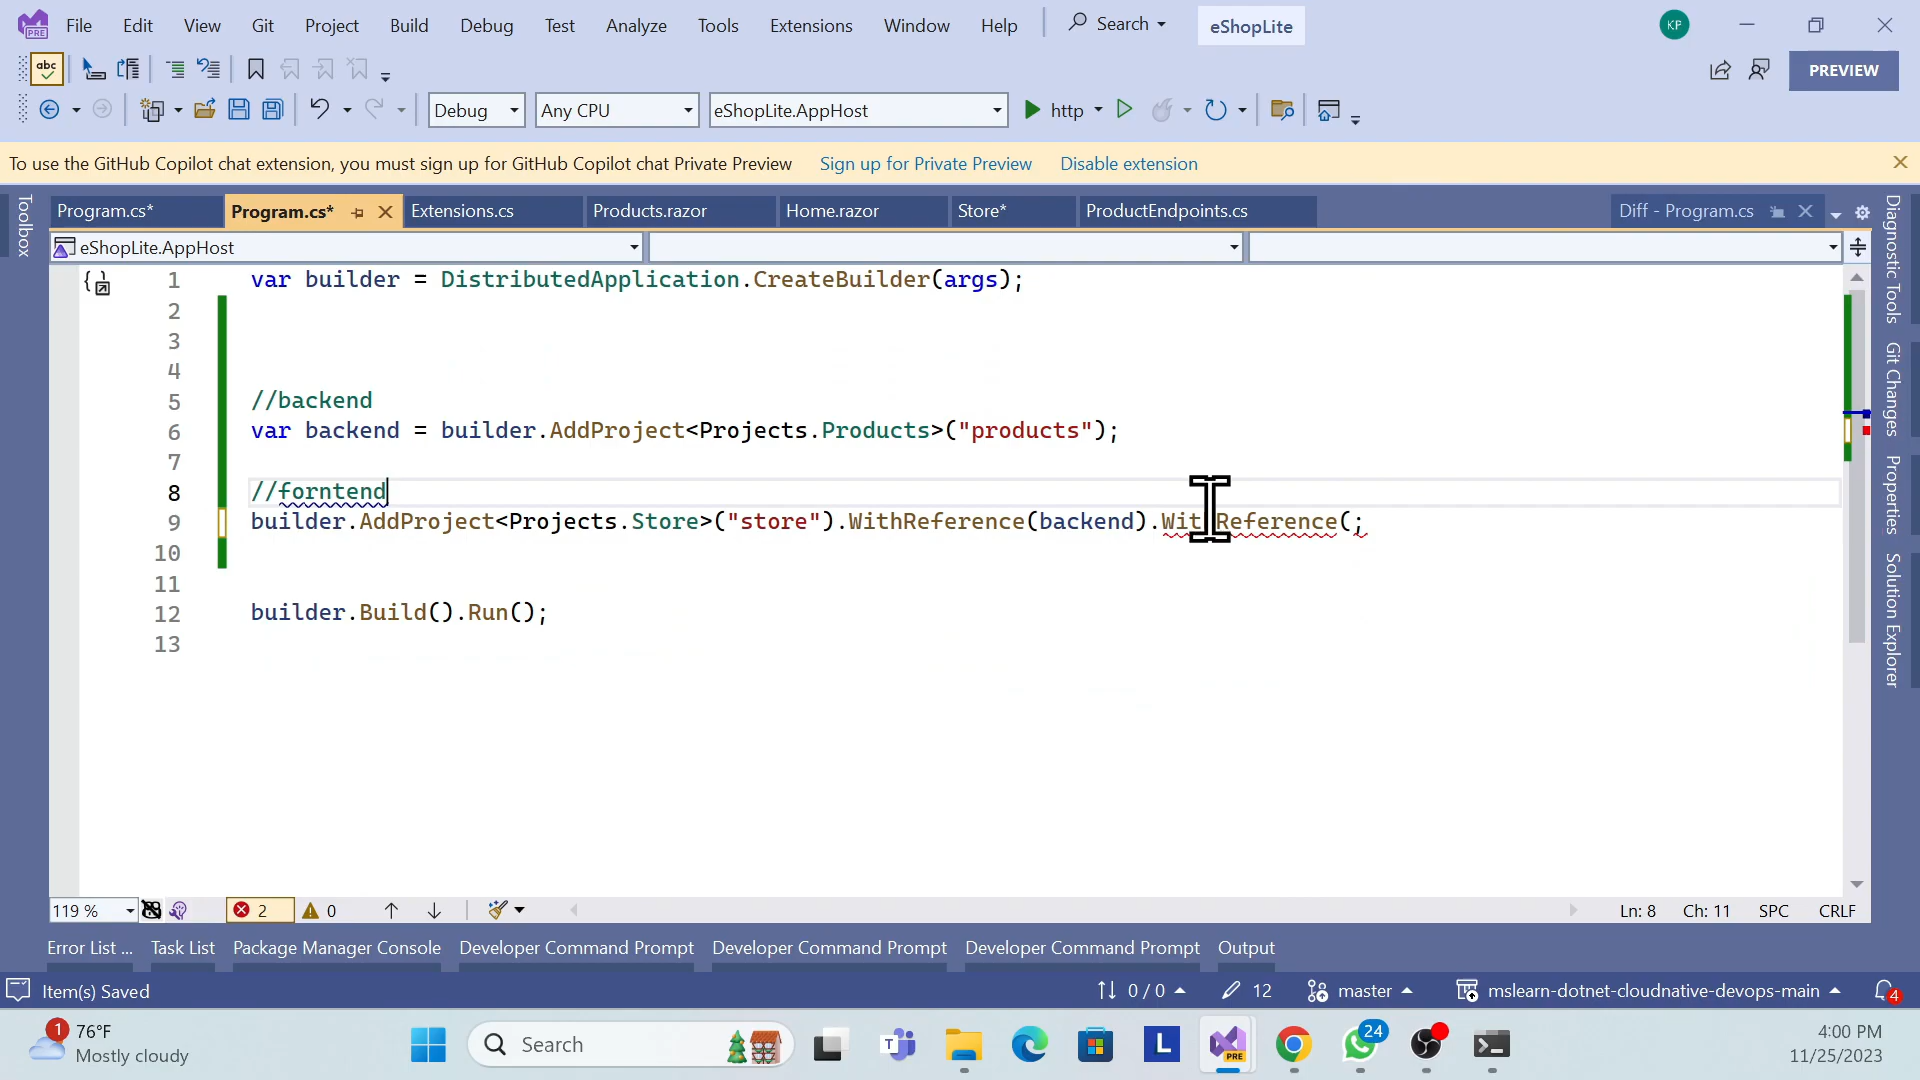 File Edit View Git Project Build Debug Test Analyze Tools Extensions Window Help Search eShopLite KP
abc PREVIEW
Debug Any CPU eShopLite.AppHost http
To use the GitHub Copilot chat extension, you must sign up for GitHub Copilot chat Private Preview Sign up for Private Preview Disable extension
Program.cs* Program.cs* Extensions.cs Products.razor Home.razor Store* ProductEndpoints.cs Diff - Program.cs
eShopLite.AppHost
Toolbox
Diagnostic Tools
Git Changes
Properties
Solution Explorer
1 var builder = DistributedApplication.CreateBuilder(args);
2
3
4
5 //backend
6 var backend = builder.AddProject<Projects.Products>("products");
7
8 //forntend
9 builder.AddProject<Projects.Store>("store").WithReference(backend).WithReference(;
10
11
12 builder.Build().Run();
13
119 % 2 0 Ln: 8 Ch: 11 SPC CRLF
Error List ... Task List Package Manager Console Developer Command Prompt Developer Command Prompt Developer Command Prompt Output
Item(s) Saved 0 / 0 12 master mslearn-dotnet-cloudnative-devops-main 4
1 76°F
Mostly cloudy
Search
T
L
PRE
24
4:00 PM
11/25/2023